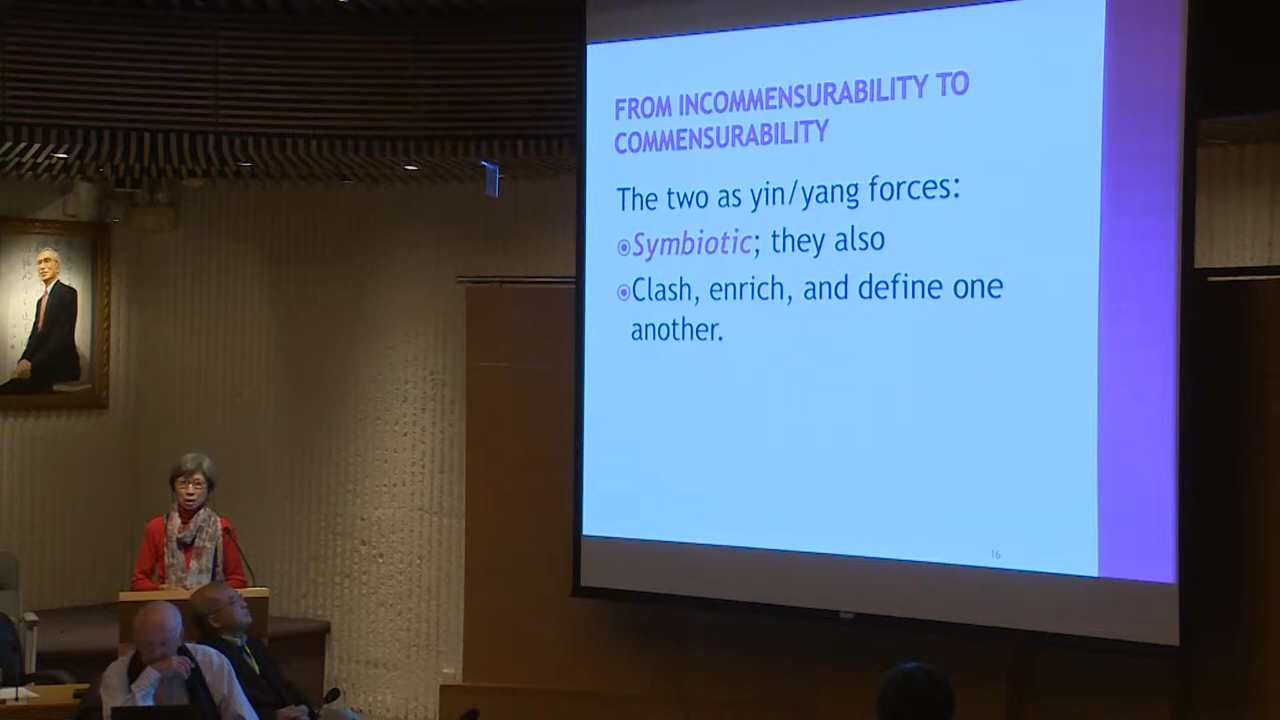 FROM INCOMMENSURABILITY TO
COMMENSURABILITY
The two as yin/yang forces:
Symbiotic; they also
Clash, enrich, and define one
another.
16